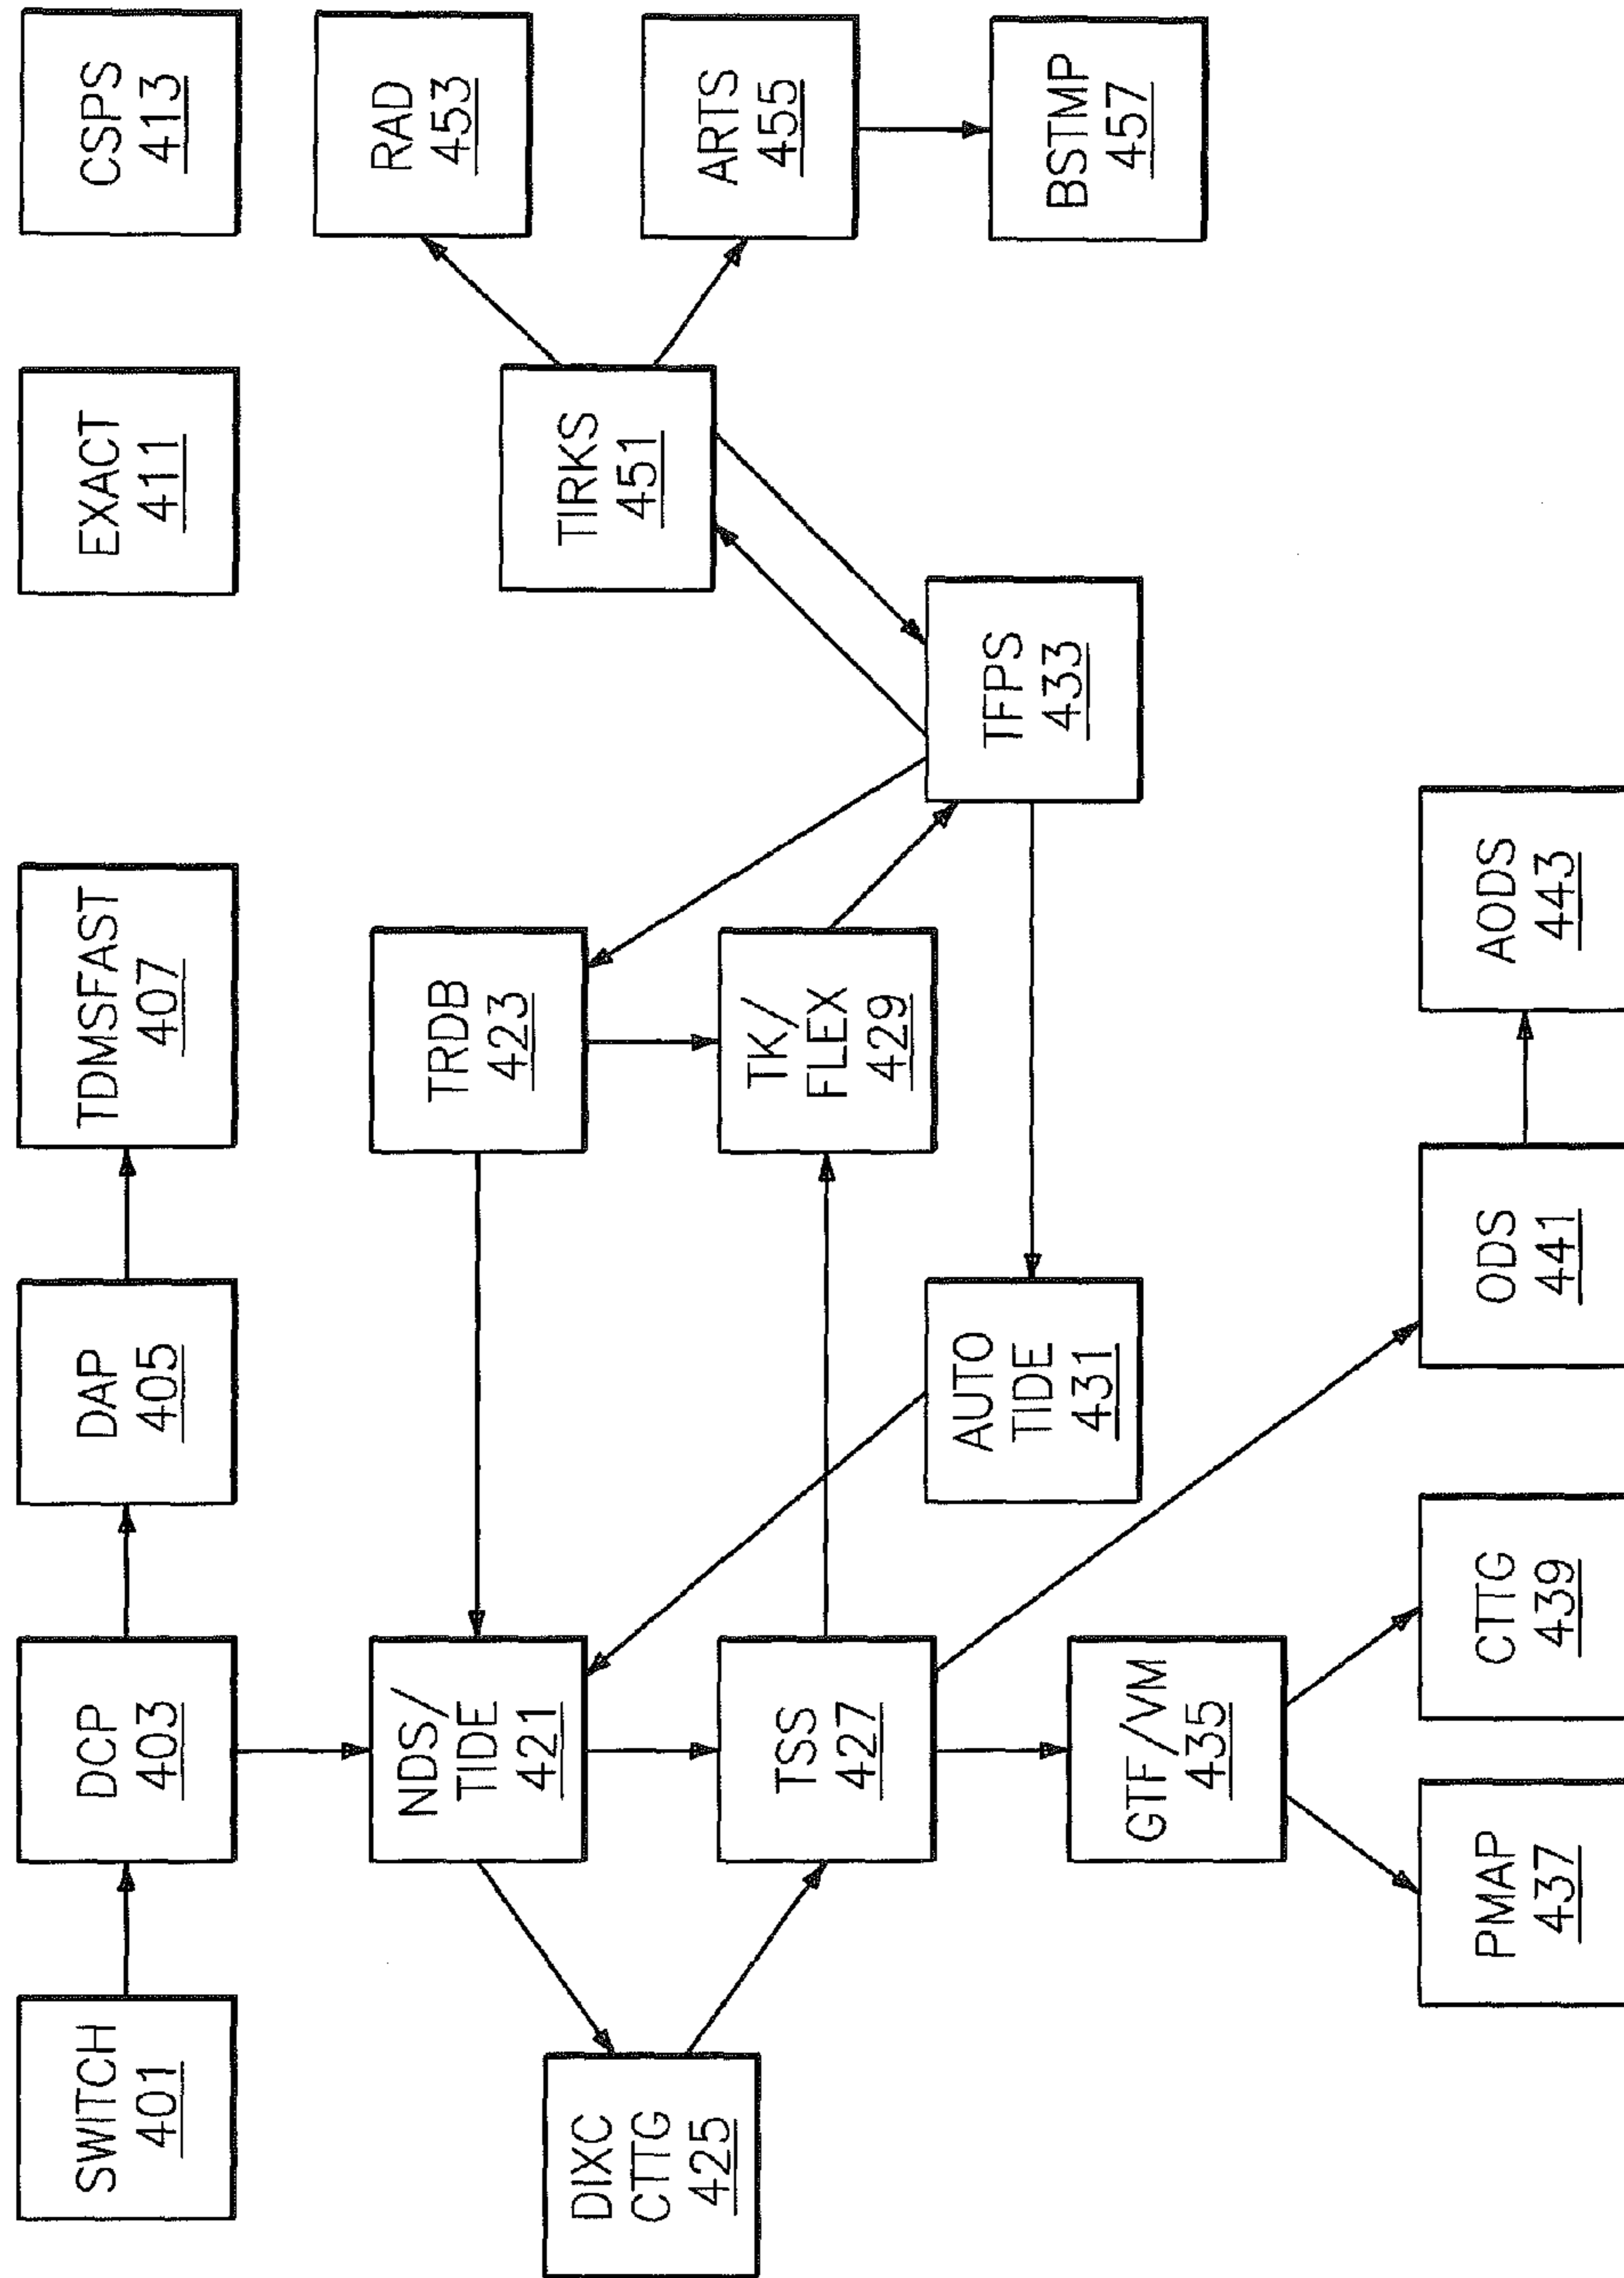 SWITCH
401
DCP
403
DAP
405
TDMSFAST
407
EXACT
411
CSPS
413
NDS/
TIDE
421
TRDB
423
RAD
453
DIXC
CTTG
425
TIRKS
451
TSS
427
TK/
FLEX
429
ARTS
455
AUTO
TIDE
431
TFPS
433
BSTMP
457
GTF/VM
435
PMAP
437
CTTG
439
ODS
441
AODS
443